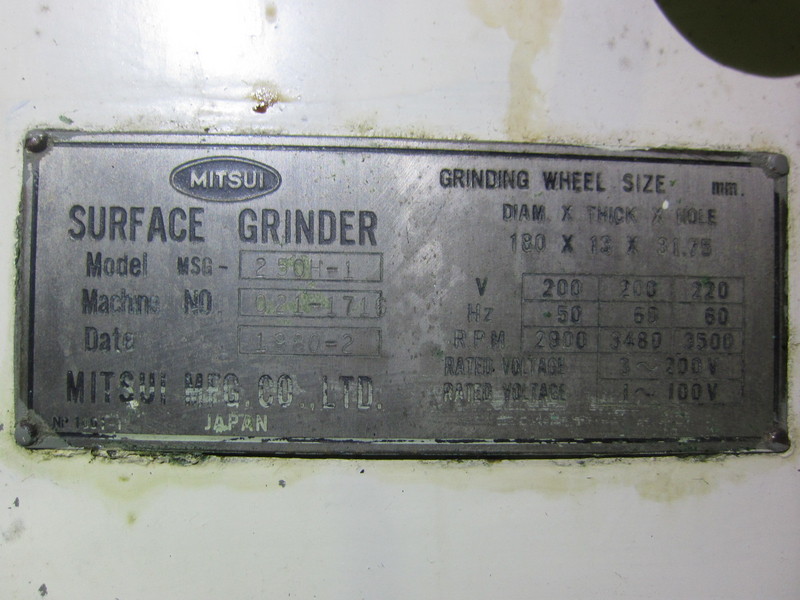 MITSUI
SURFACE GRINDER
Model MSG-
Machine NO.
Date 1980-2
MITSUI MFG. CO., LTD.
JAPAN
GRINDING WHEEL SIZE mm.
DIAM X THICK X HOLE
180 X 13 X 31.75
V 200 200 220
Hz 50 60 60
RPM 2900 3480 3500
RATED VOLTAGE 3~200V
RATED VOLTAGE 1~100V